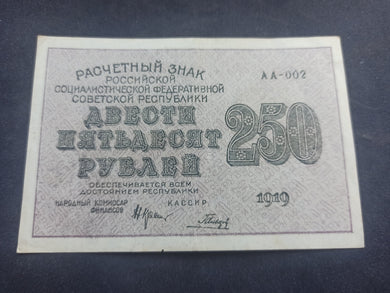 РАСЧЕТНЫЙ ЗНАК
РОССИЙСКОЙ
СОЦИАЛИСТИЧЕСКОЙ ФЕДЕРАТИВНОЙ
СОВЕТСКОЙ РЕСПУБЛИКИ
АА-002
ДВЕСТИ
ПЯТЬДЕСЯТ
РУБЛЕЙ
250
ОБЕСПЕЧИВАЕТСЯ ВСЕМ
ДОСТОЯНИЕМ РЕСПУБЛИКИ
1919
НАРОДНЫЙ КОМИССАР
ФИНАНСОВ
КАССИР